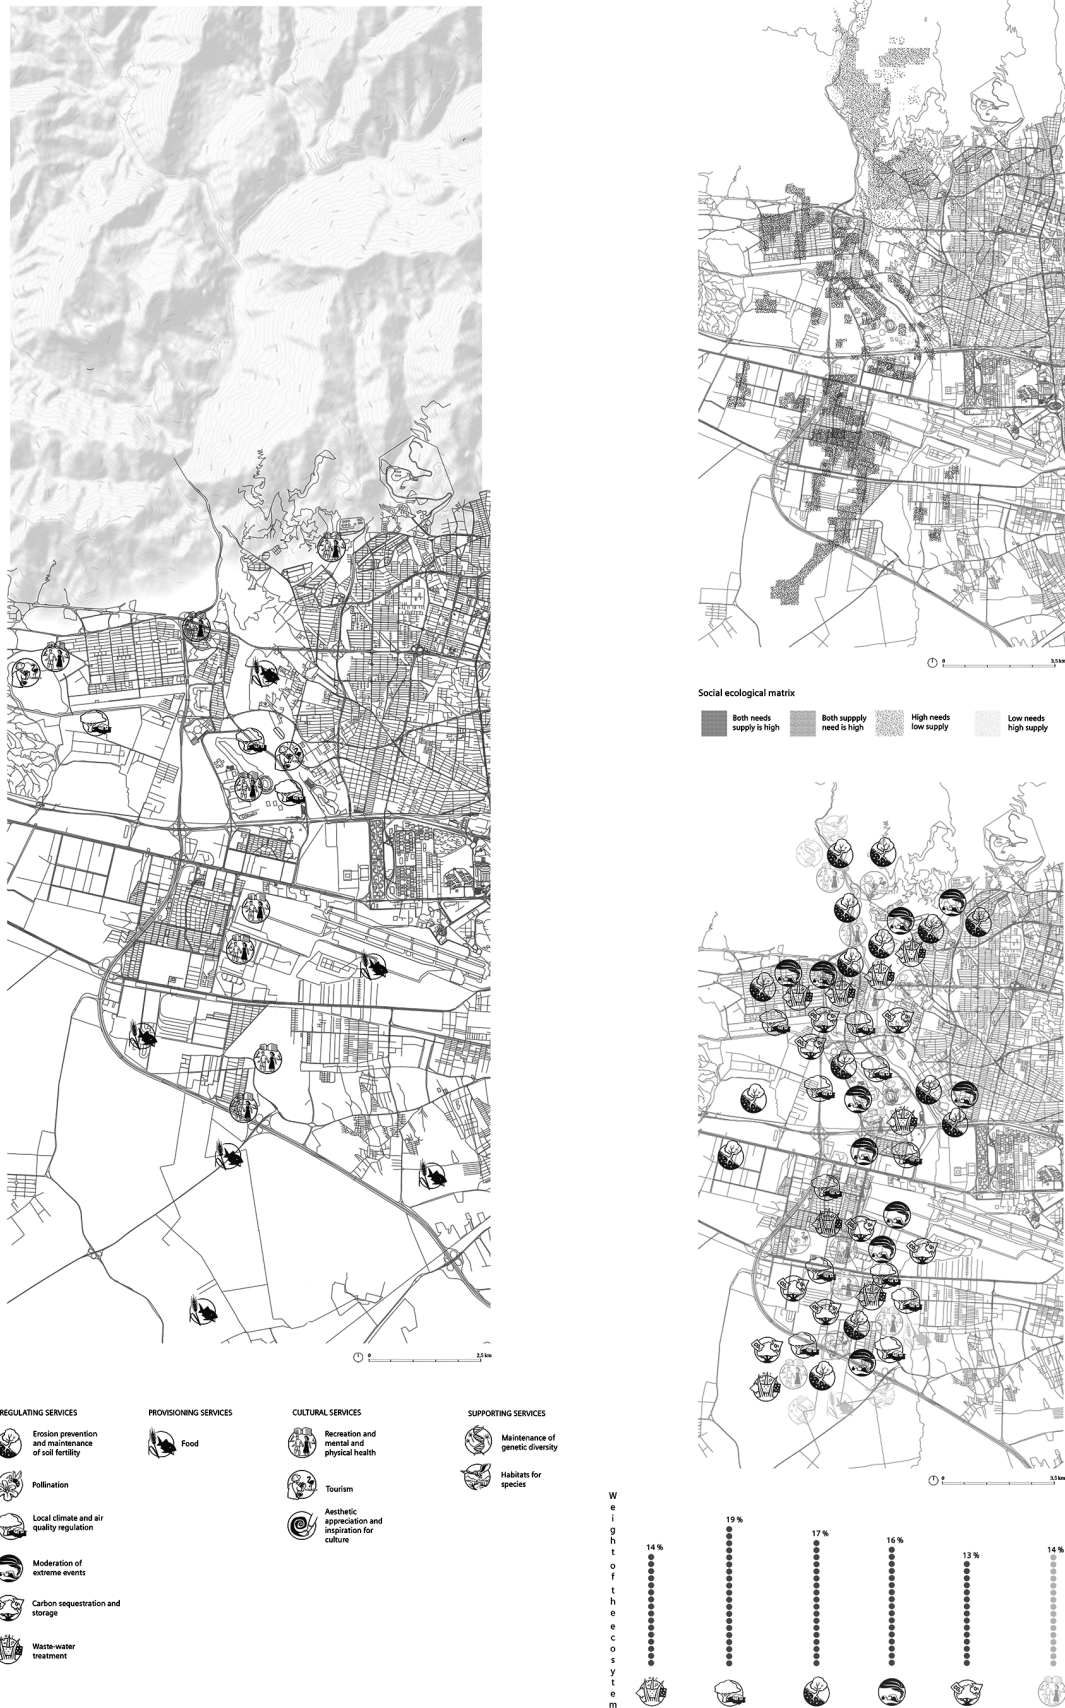 0
3,5 km
Social ecological matrix
Both needs
supply is high
Both suppply
need is high
High needs
low supply
Low needs
high supply
0
2,5 km
REGULATING SERVICES
Erosion prevention
and maintenance
of soil fertility
Pollination
Local climate and air
quality regulation
Moderation of
extreme events
Carbon sequestration and
storage
Waste-water
treatment
PROVISIONING SERVICES
Food
CULTURAL SERVICES
Recreation and
mental and
physical health
Tourism
Aesthetic
appreciation and
inspiration for
culture
SUPPORTING SERVICES
Maintenance of
genetic diversity
Habitats for
species
0
3,5 km
Weight of the ecosytem
14 %
19 %
17 %
16 %
13 %
14 %